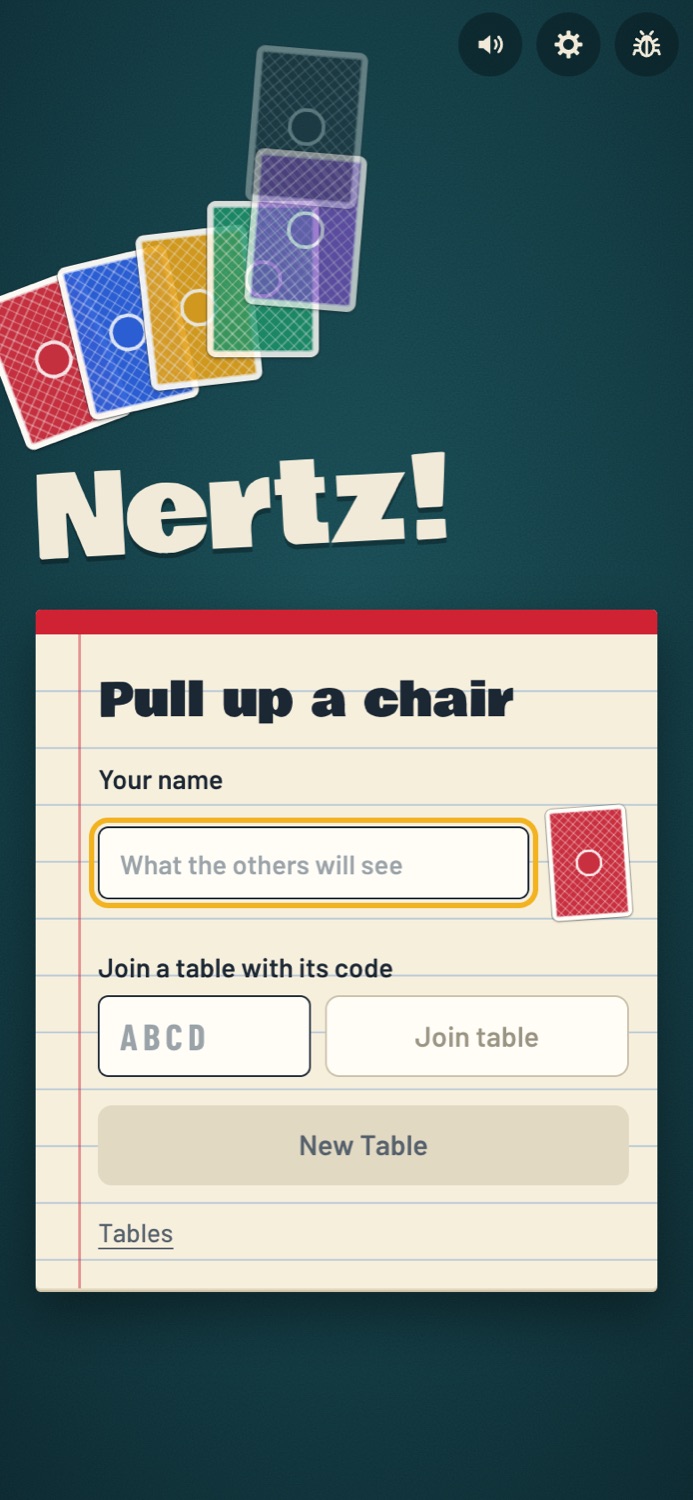 Nertz!
Pull up a chair
Your name
What the others will see
Join a table with its code
ABCD
Join table
New Table
Tables